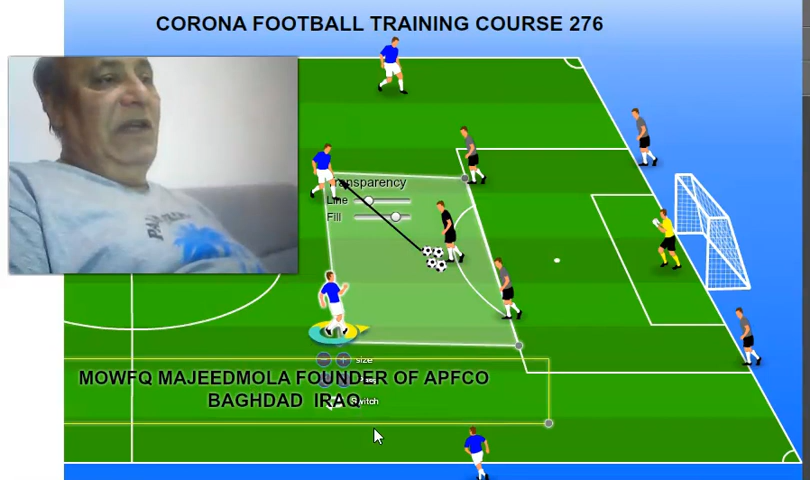 CORONA FOOTBALL TRAINING COURSE 276
Transparency
Line
Fill
size
MOWFQ MAJEEDMOLA FOUNDER OF APFCO
BAGHDAD IRAQ
Switch